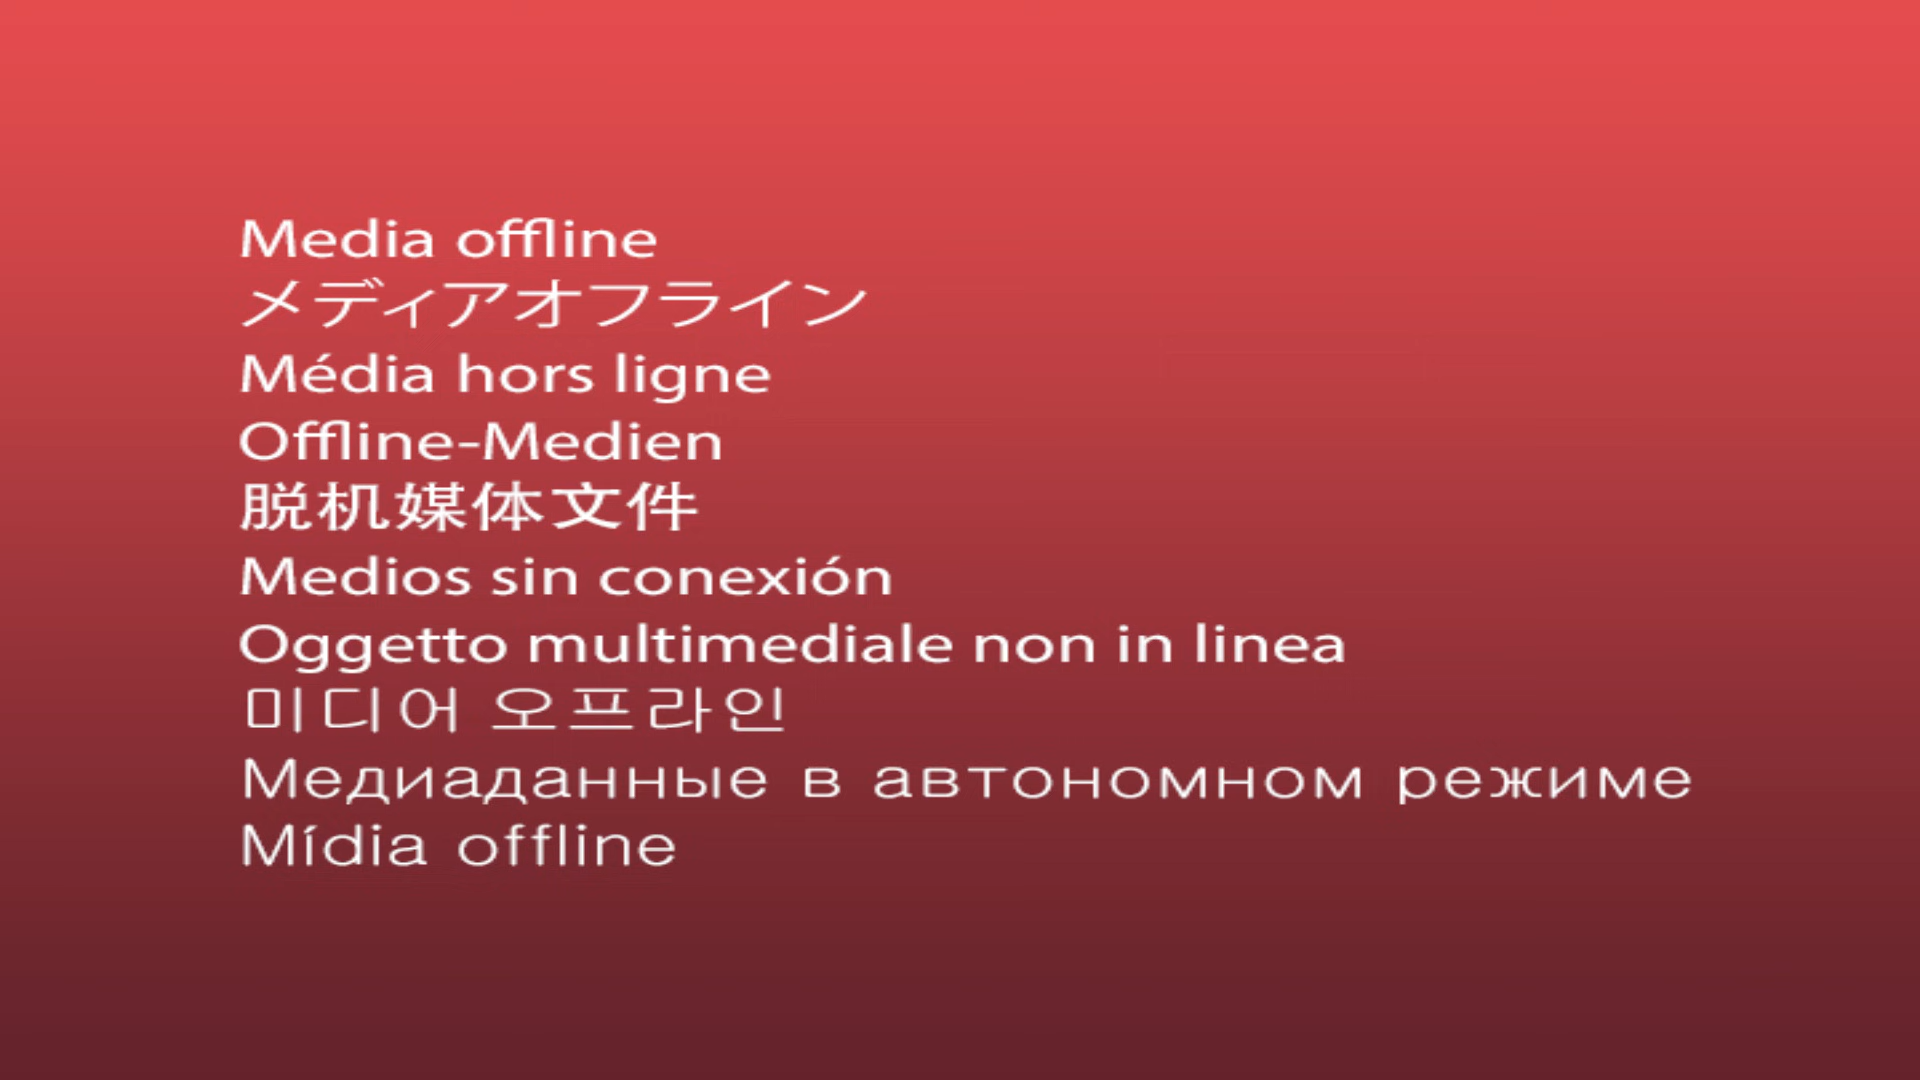 Media offline
メディアオフライン
Média hors ligne
Offline-Medien
脱机媒体文件
Medios sin conexión
Oggetto multimediale non in linea
미디어 오프라인
Медиаданные в автономном режиме
Mídia offline